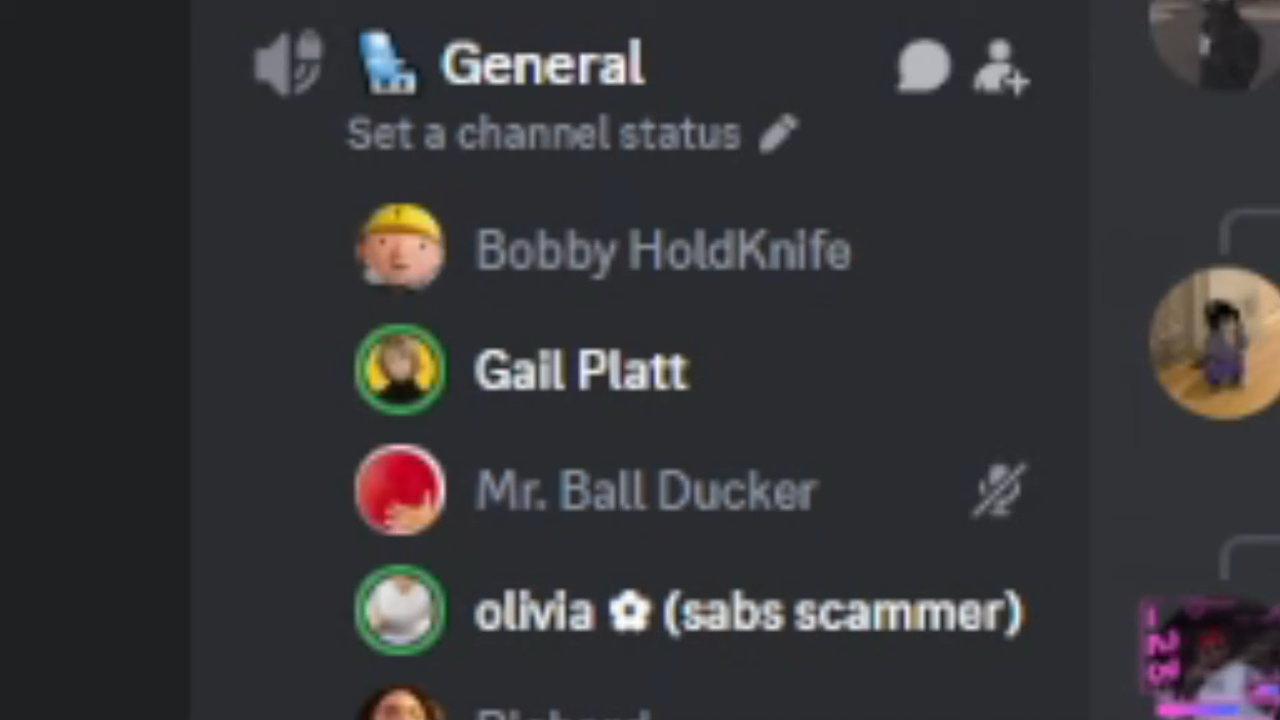 General
Set a channel status
Bobby HoldKnife
Gail Platt
Mr. Ball Ducker
olivia ✿ (sabs scammer)